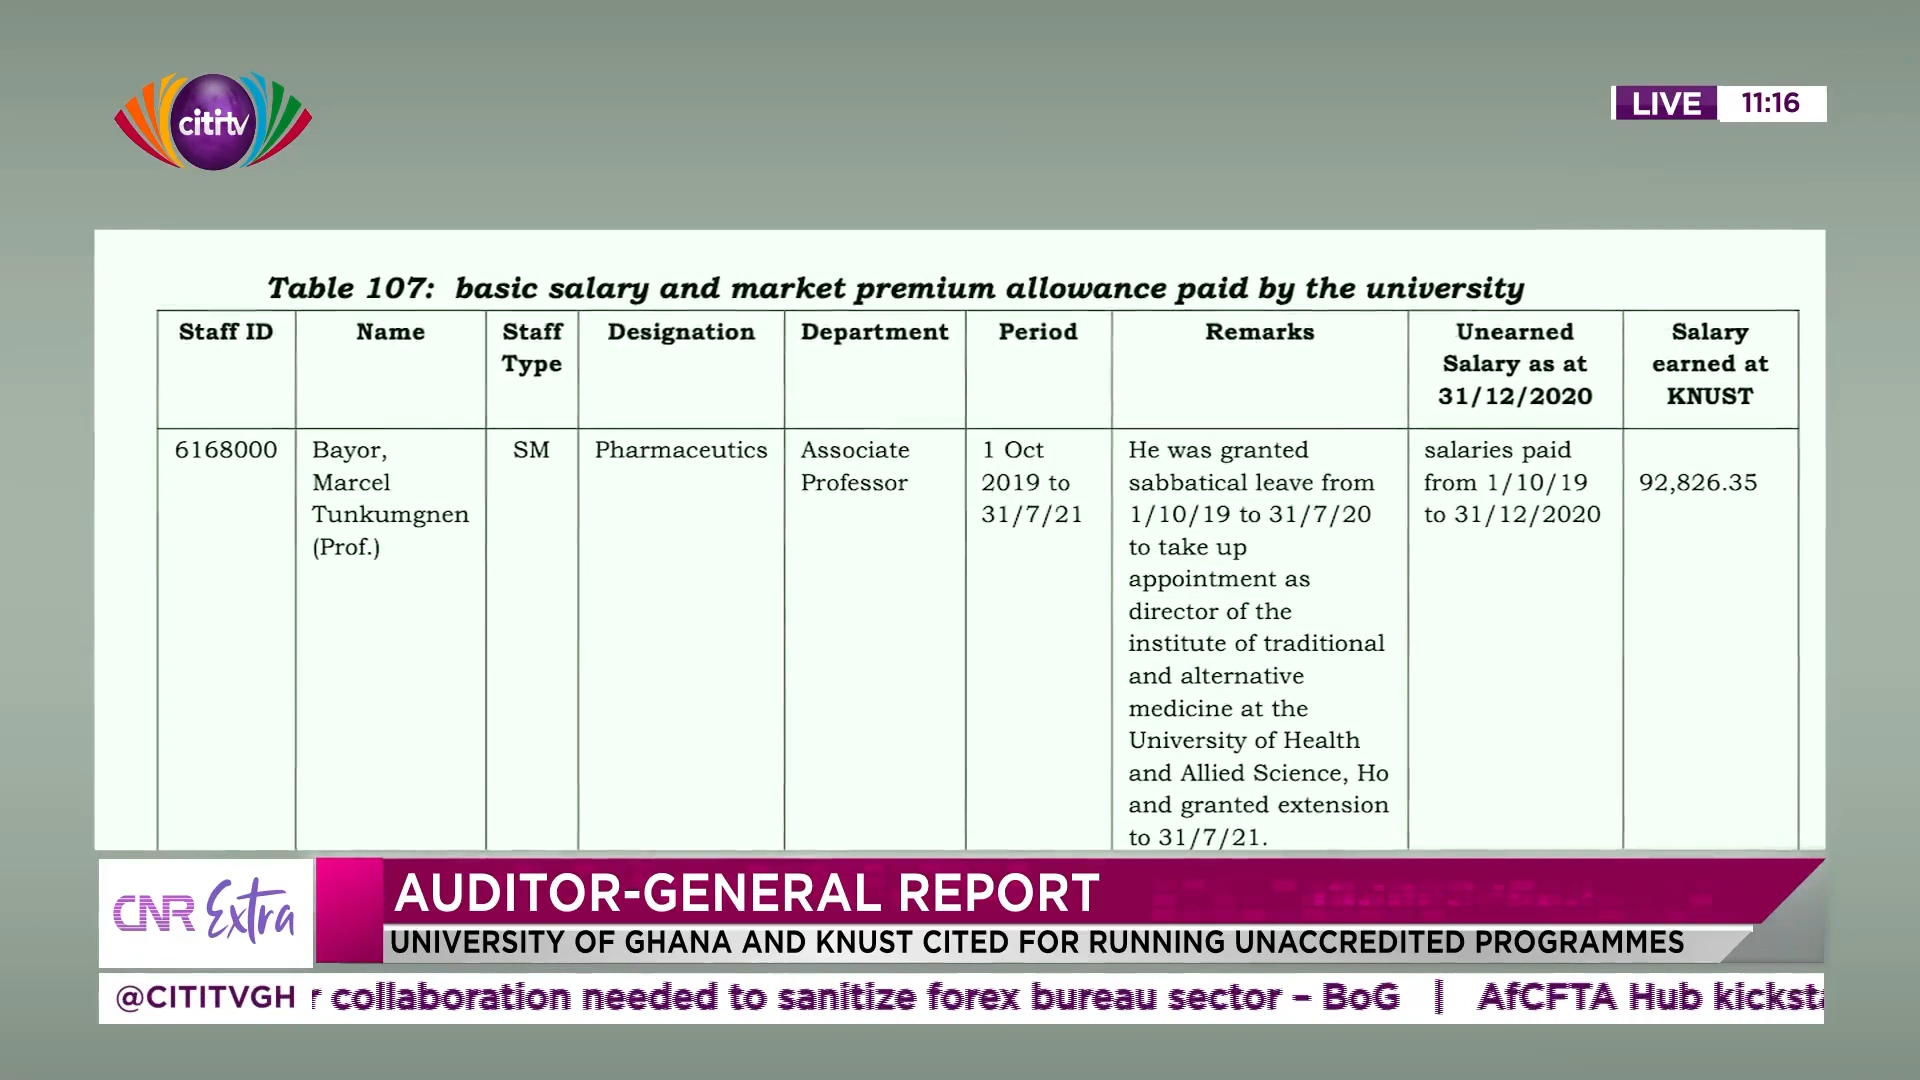 cititv
LIVE 11:16
Table 107: basic salary and market premium allowance paid by the university
Staff ID
Name
Staff
Type
Designation
Department
Period
Remarks
Unearned
Salary as at
31/12/2020
Salary
earned at
KNUST
6168000
Bayor,
Marcel
Tunkumgnen
(Prof.)
SM
Pharmaceutics
Associate
Professor
1 Oct
2019 to
31/7/21
He was granted
sabbatical leave from
1/10/19 to 31/7/20
to take up
appointment as
director of the
institute of traditional
and alternative
medicine at the
University of Health
and Allied Science, Ho
and granted extension
to 31/7/21.
salaries paid
from 1/10/19
to 31/12/2020
92,826.35
CNR Extra
AUDITOR-GENERAL REPORT
UNIVERSITY OF GHANA AND KNUST CITED FOR RUNNING UNACCREDITED PROGRAMMES
@CITITVGH collaboration needed to sanitize forex bureau sector – BoG | AfCFTA Hub